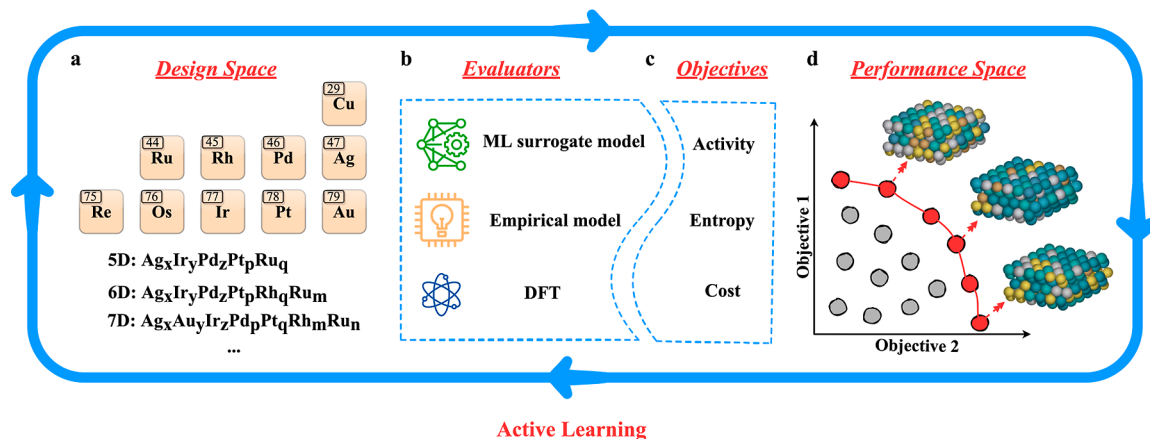 a Design Space
29
Cu
44 45 46 47
Ru Rh Pd Ag
75 76 77 78 79
Re Os Ir Pt Au
5D: AgxIryPdzPtpRuq
6D: AgxIryPdzPtpRhqRum
7D: AgxAuyIrzPdpPtqRhmRun
...
b Evaluators
ML surrogate model
Empirical model
DFT
c Objectives
Activity
Entropy
Cost
d Performance Space
Objective 1
Objective 2
Active Learning